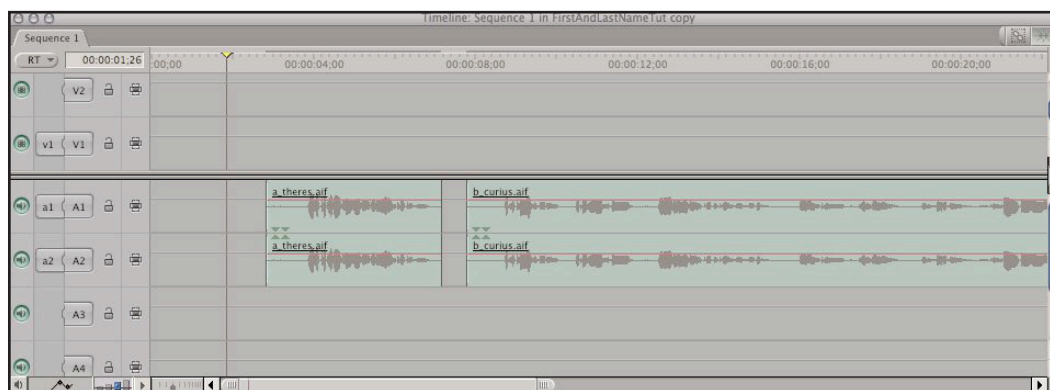 Timeline: Sequence 1 in FirstAndLastNameTut copy
Sequence 1
RT 00:00:01;26 :00;00 00:00:04;00 00:00:08;00 00:00:12;00 00:00:16;00 00:00:20;00
V2
v1 V1
a_theres.aif b_curius.aif
a1 A1
a_theres.aif b_curius.aif
a2 A2
A3
A4